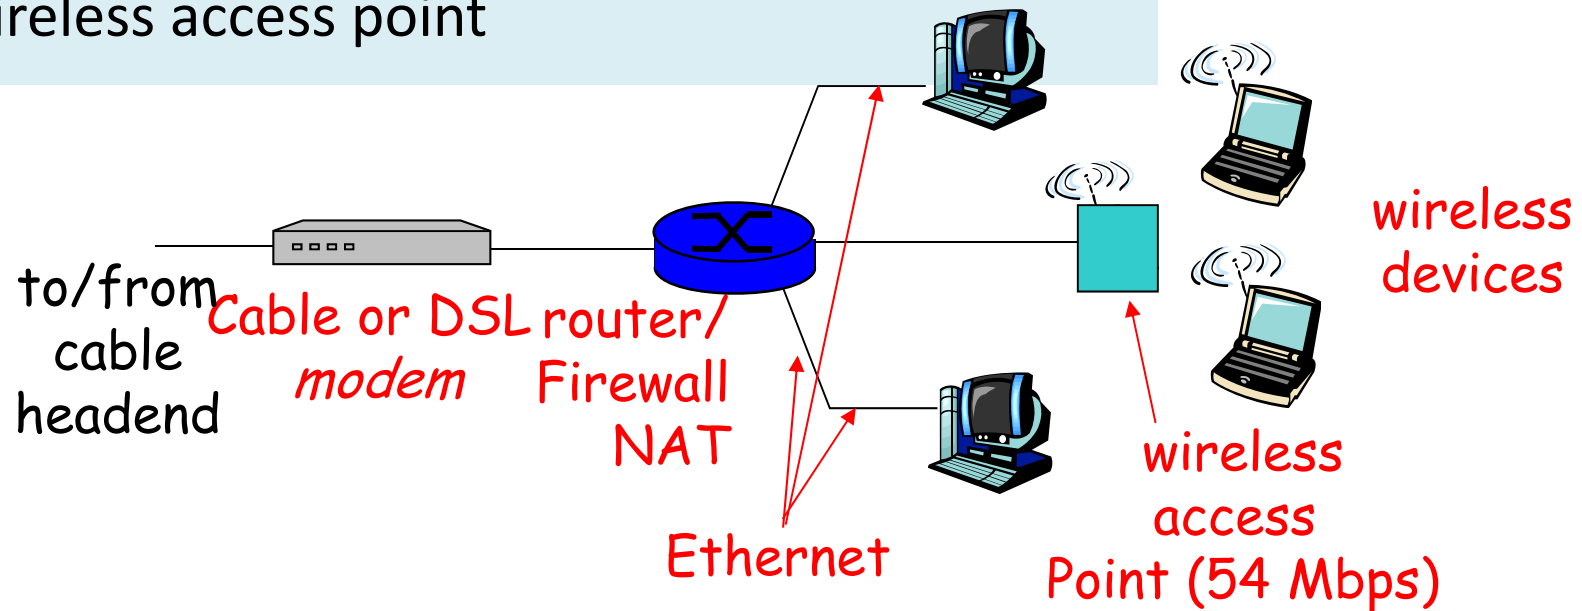 ireless access point
to/from
cable
headend
Cable or DSL
modem
router/
Firewall
NAT
Ethernet
wireless
access
Point (54 Mbps)
wireless
devices